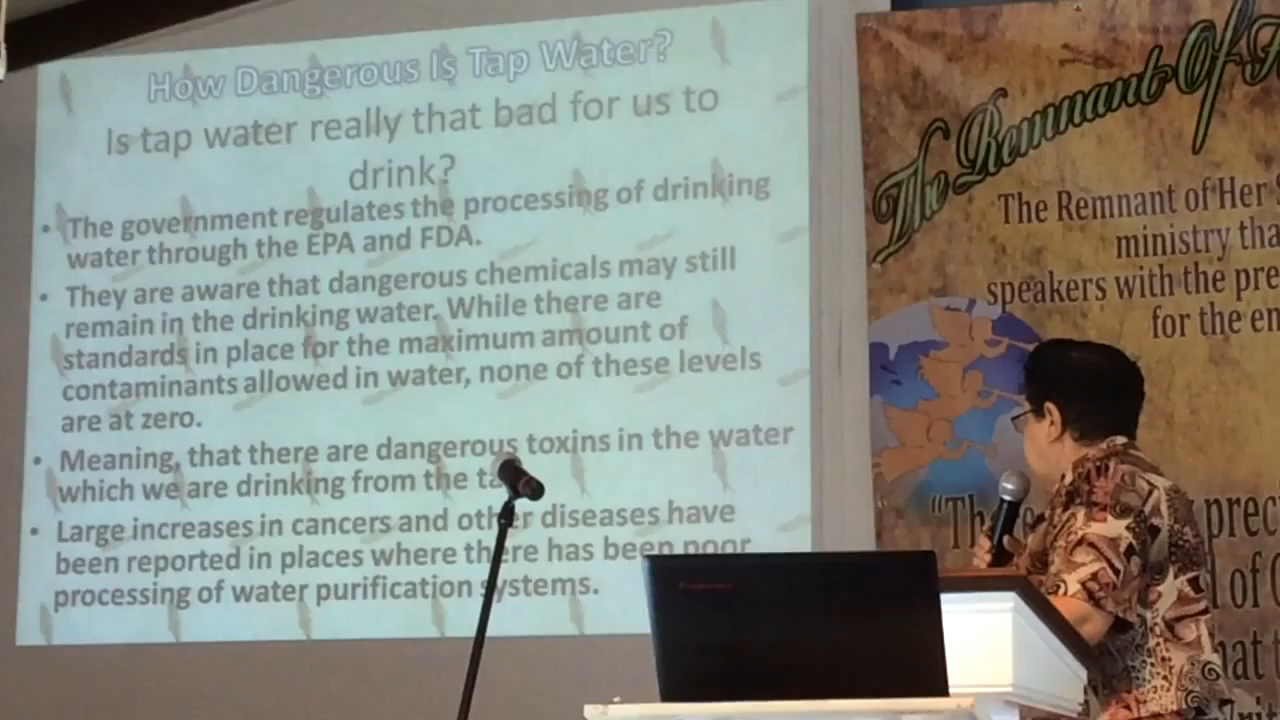 How Dangerous Is Tap Water?
Is tap water really that bad for us to
drink?
• The government regulates the processing of drinking
water through the EPA and FDA.
• They are aware that dangerous chemicals may still
remain in the drinking water. While there are
standards in place for the maximum amount of
contaminants allowed in water, none of these levels
are at zero.
• Meaning, that there are dangerous toxins in the water
which we are drinking from the
• Large increases in cancers and other diseases have
been reported in places where there has been poor
processing of water purification systems.
The Remnant Of
The Remnant of Her
ministry tha
speakers with the pre
for the en
prec
of